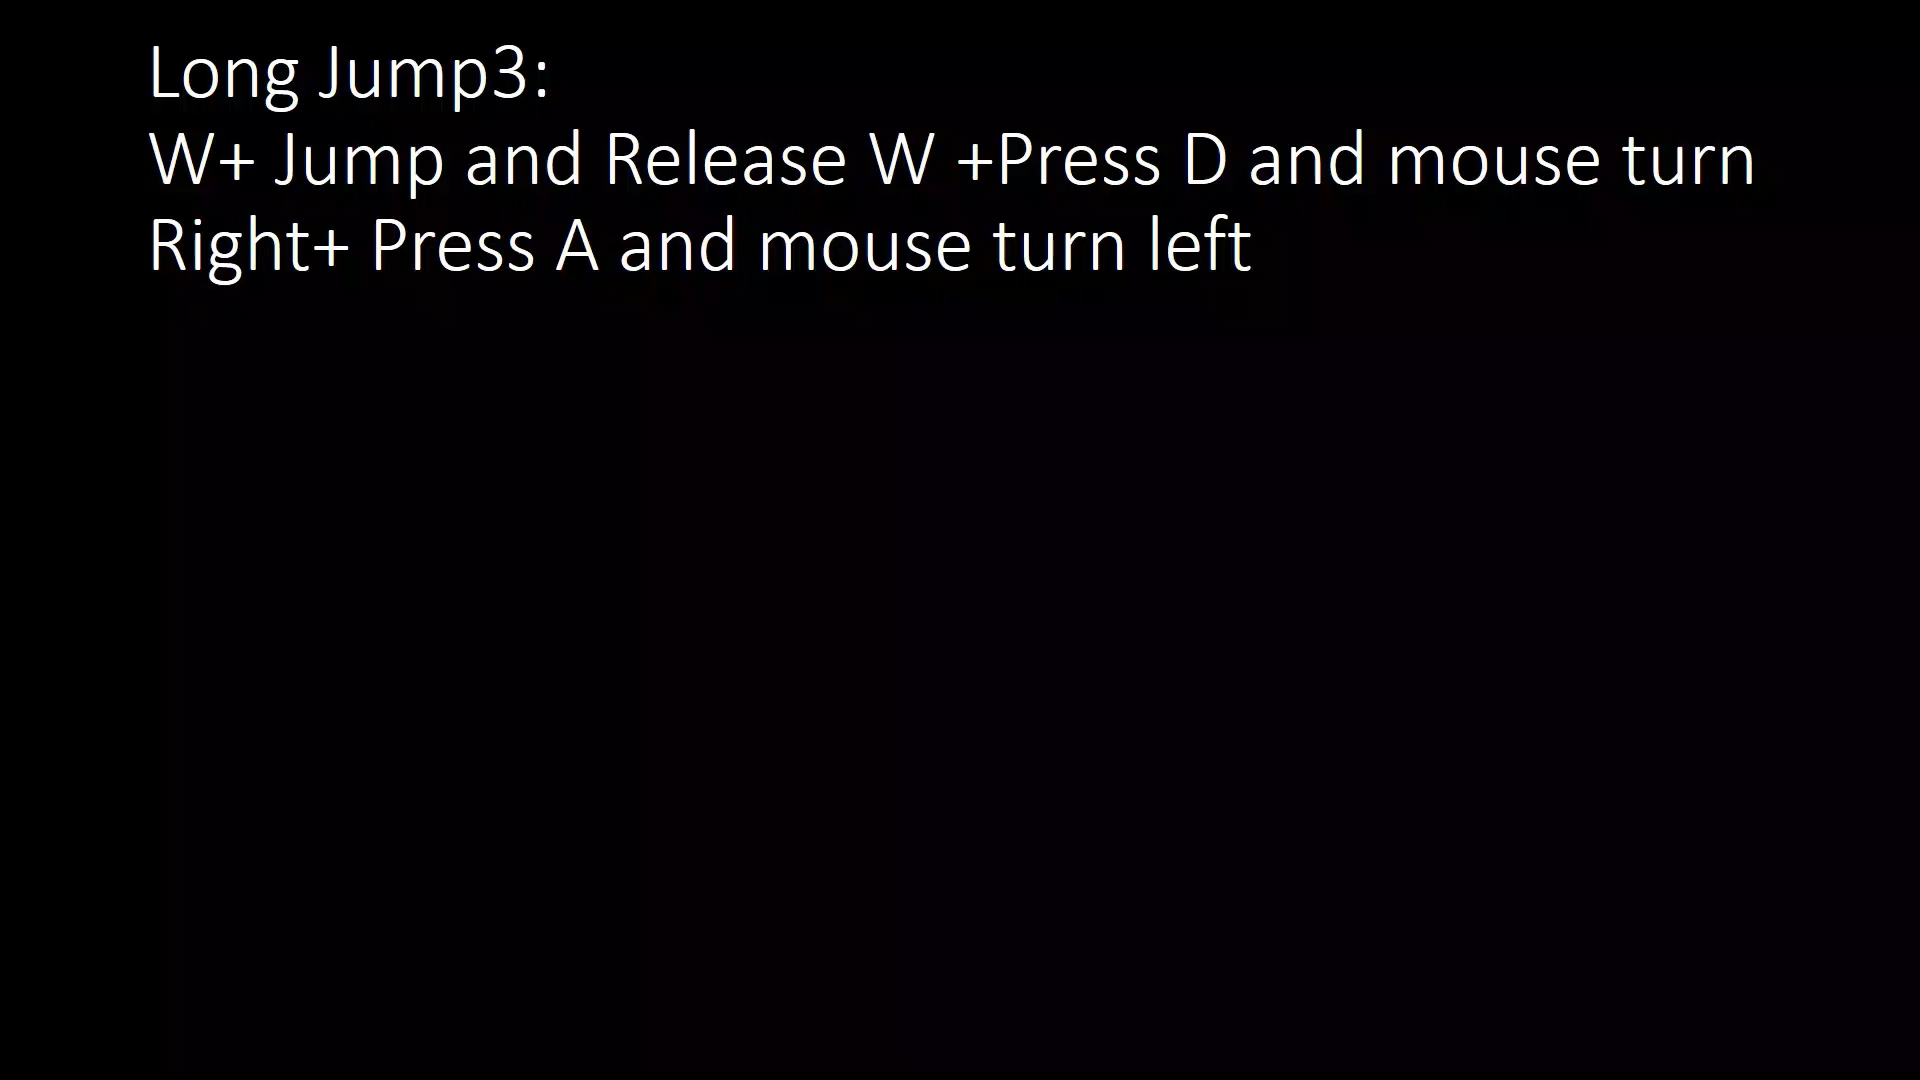 Long Jump3:
W+ Jump and Release W +Press D and mouse turn
Right+ Press A and mouse turn left